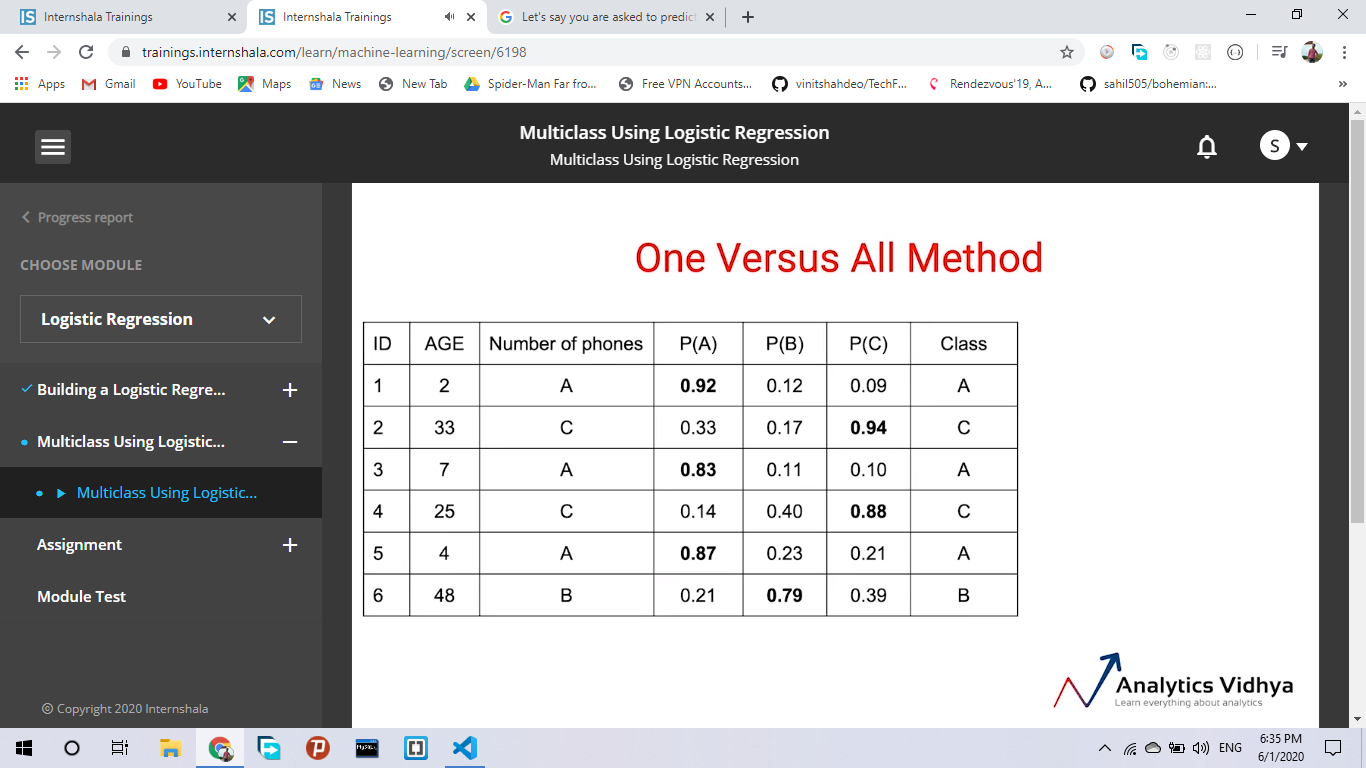 Internshala Trainings
Internshala Trainings
Let's say you are asked to predic
trainings.internshala.com/learn/machine-learning/screen/6198
Apps Gmail YouTube Maps News New Tab Spider-Man Far fro... Free VPN Accounts... vinitshahdeo/TechF... Rendezvous'19, A... sahil505/bohemian:...
Multiclass Using Logistic Regression
Multiclass Using Logistic Regression
S
Progress report
CHOOSE MODULE
Logistic Regression
Building a Logistic Regre...
Multiclass Using Logistic...
Multiclass Using Logistic...
Assignment
Module Test
© Copyright 2020 Internshala
One Versus All Method
ID AGE Number of phones P(A) P(B) P(C) Class
1 2 A 0.92 0.12 0.09 A
2 33 C 0.33 0.17 0.94 C
3 7 A 0.83 0.11 0.10 A
4 25 C 0.14 0.40 0.88 C
5 4 A 0.87 0.23 0.21 A
6 48 B 0.21 0.79 0.39 B
Analytics Vidhya
Learn everything about analytics
ENG
6:35 PM
6/1/2020